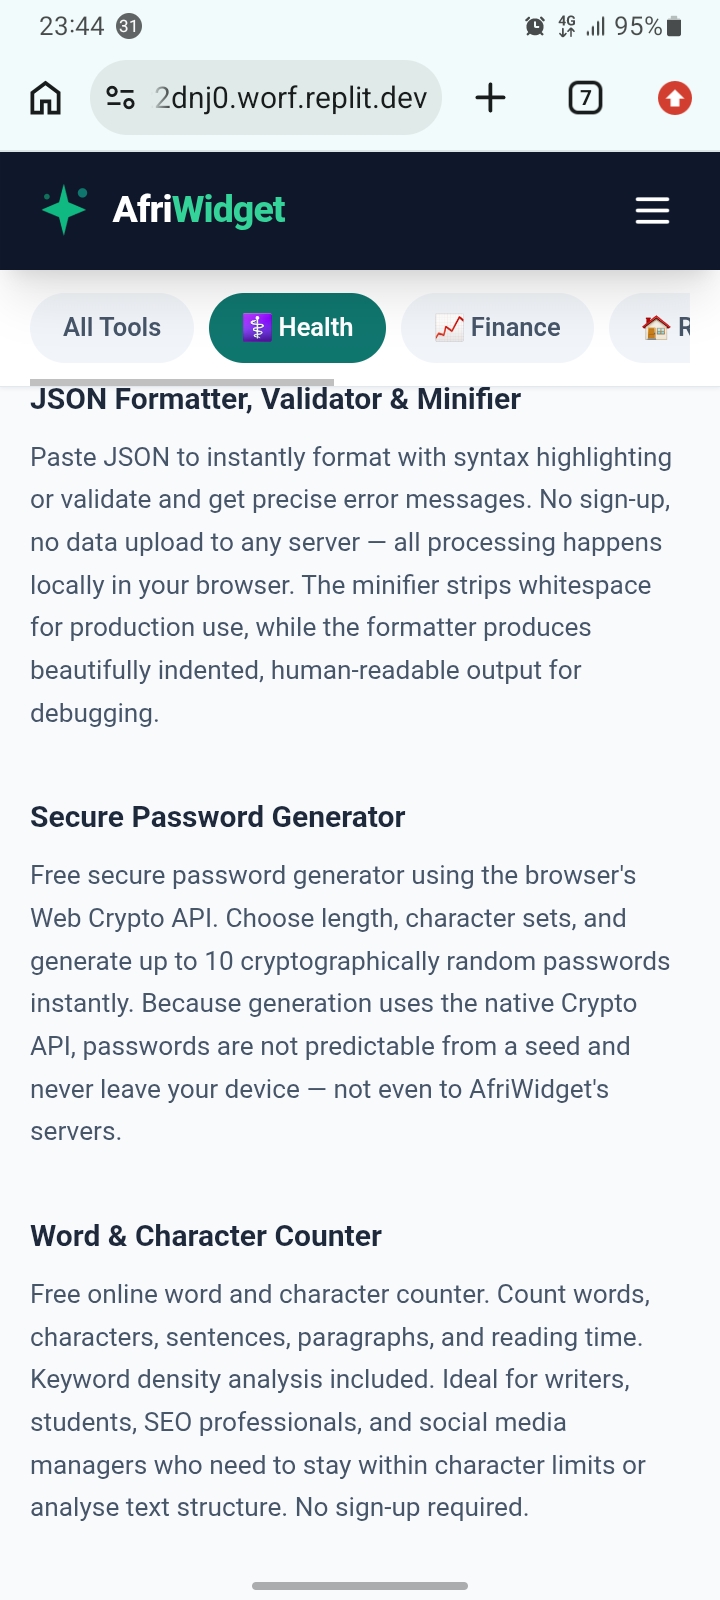 23:44 31 4G 95%
2dnj0.worf.replit.dev 7
AfriWidget
All Tools Health Finance R
JSON Formatter, Validator & Minifier
Paste JSON to instantly format with syntax highlighting
or validate and get precise error messages. No sign-up,
no data upload to any server — all processing happens
locally in your browser. The minifier strips whitespace
for production use, while the formatter produces
beautifully indented, human-readable output for
debugging.
Secure Password Generator
Free secure password generator using the browser's
Web Crypto API. Choose length, character sets, and
generate up to 10 cryptographically random passwords
instantly. Because generation uses the native Crypto
API, passwords are not predictable from a seed and
never leave your device — not even to AfriWidget's
servers.
Word & Character Counter
Free online word and character counter. Count words,
characters, sentences, paragraphs, and reading time.
Keyword density analysis included. Ideal for writers,
students, SEO professionals, and social media
managers who need to stay within character limits or
analyse text structure. No sign-up required.